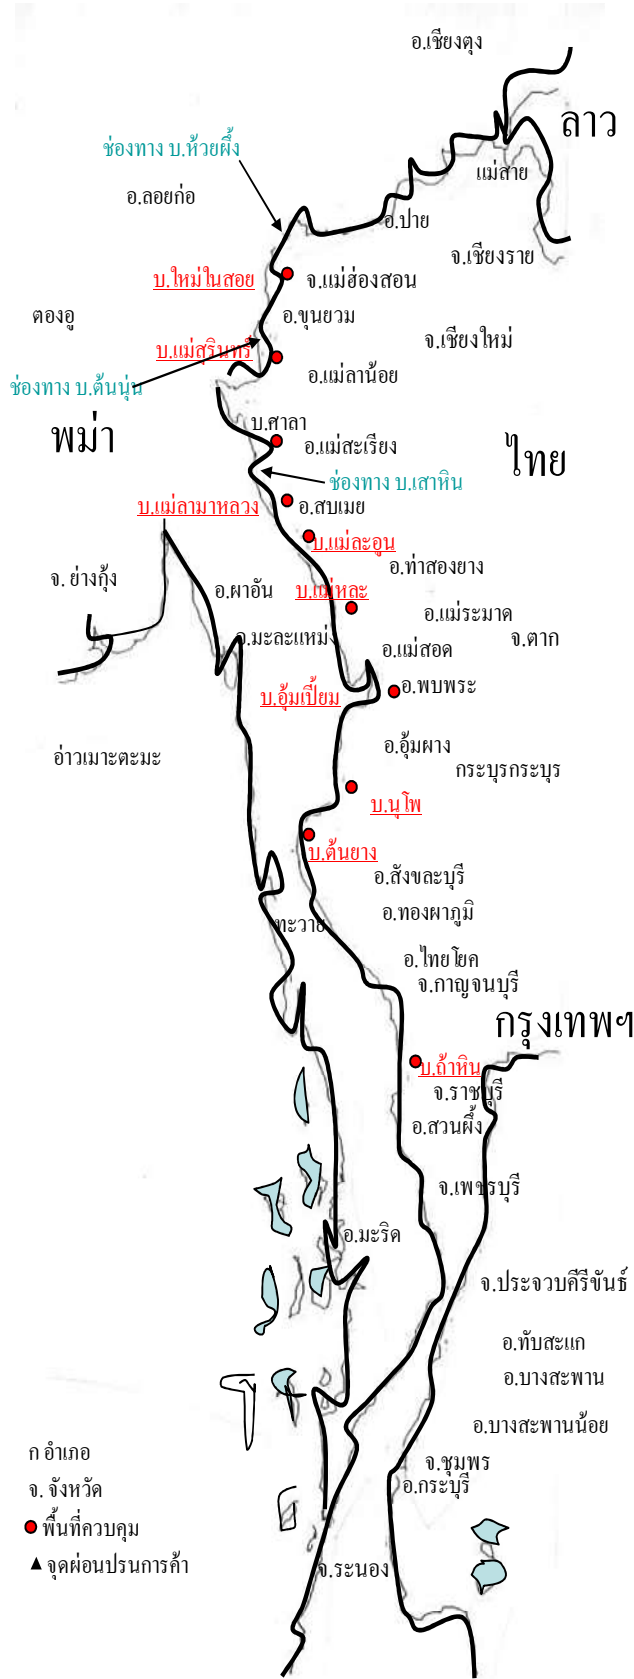 อ.เชียงตุง
ลาว
ช่องทาง บ.ห้วยผึ้ง
แม่สาย
อ.ลอยก่อ
อ.ปาย
จ.เชียงราย
บ.ใหม่ในสอย
จ.แม่ฮ่องสอน
ตองอู
อ.ขุนยวม
จ.เชียงใหม่
บ.แม่สุรินทร์
อ.แม่ลาน้อย
ช่องทาง บ.ต้นนุ่น
บ.ศาลา
พม่า
อ.แม่สะเรียง
ไทย
ช่องทาง บ.เสาหิน
บ.แม่ลามาหลวง
อ.สบเมย
บ.แม่ละอูน
อ.ท่าสองยาง
จ. ย่างกุ้ง
อ.ผาอัน
บ.แม่หละ
อ.แม่ระมาด
อ.มะละแหม่ง
จ.ตาก
อ.แม่สอด
อ.พบพระ
บ.อุ้มเปี้ยม
อ.อุ้มผาง
อ่าวเมาะตะมะ
กระบุรกระบุร
บ.นูโพ
บ.ต้นยาง
อ.สังขละบุรี
อ.ทองผาภูมิ
ทะวาย
อ.ไทยโยค
จ.กาญจนบุรี
กรุงเทพฯ
บ.ถ้าหิน
จ.ราชบุรี
อ.สวนผึ้ง
จ.เพชรบุรี
อ.มะริด
จ.ประจวบคีรีขันธ์
อ.ทับสะแก
อ.บางสะพาน
อ.บางสะพานน้อย
จ.ชุมพร
อ.กระบุรี
จ.ระนอง
ก อำเภอ
จ. จังหวัด
พื้นที่ควบคุม
จุดผ่อนปรนการค้า